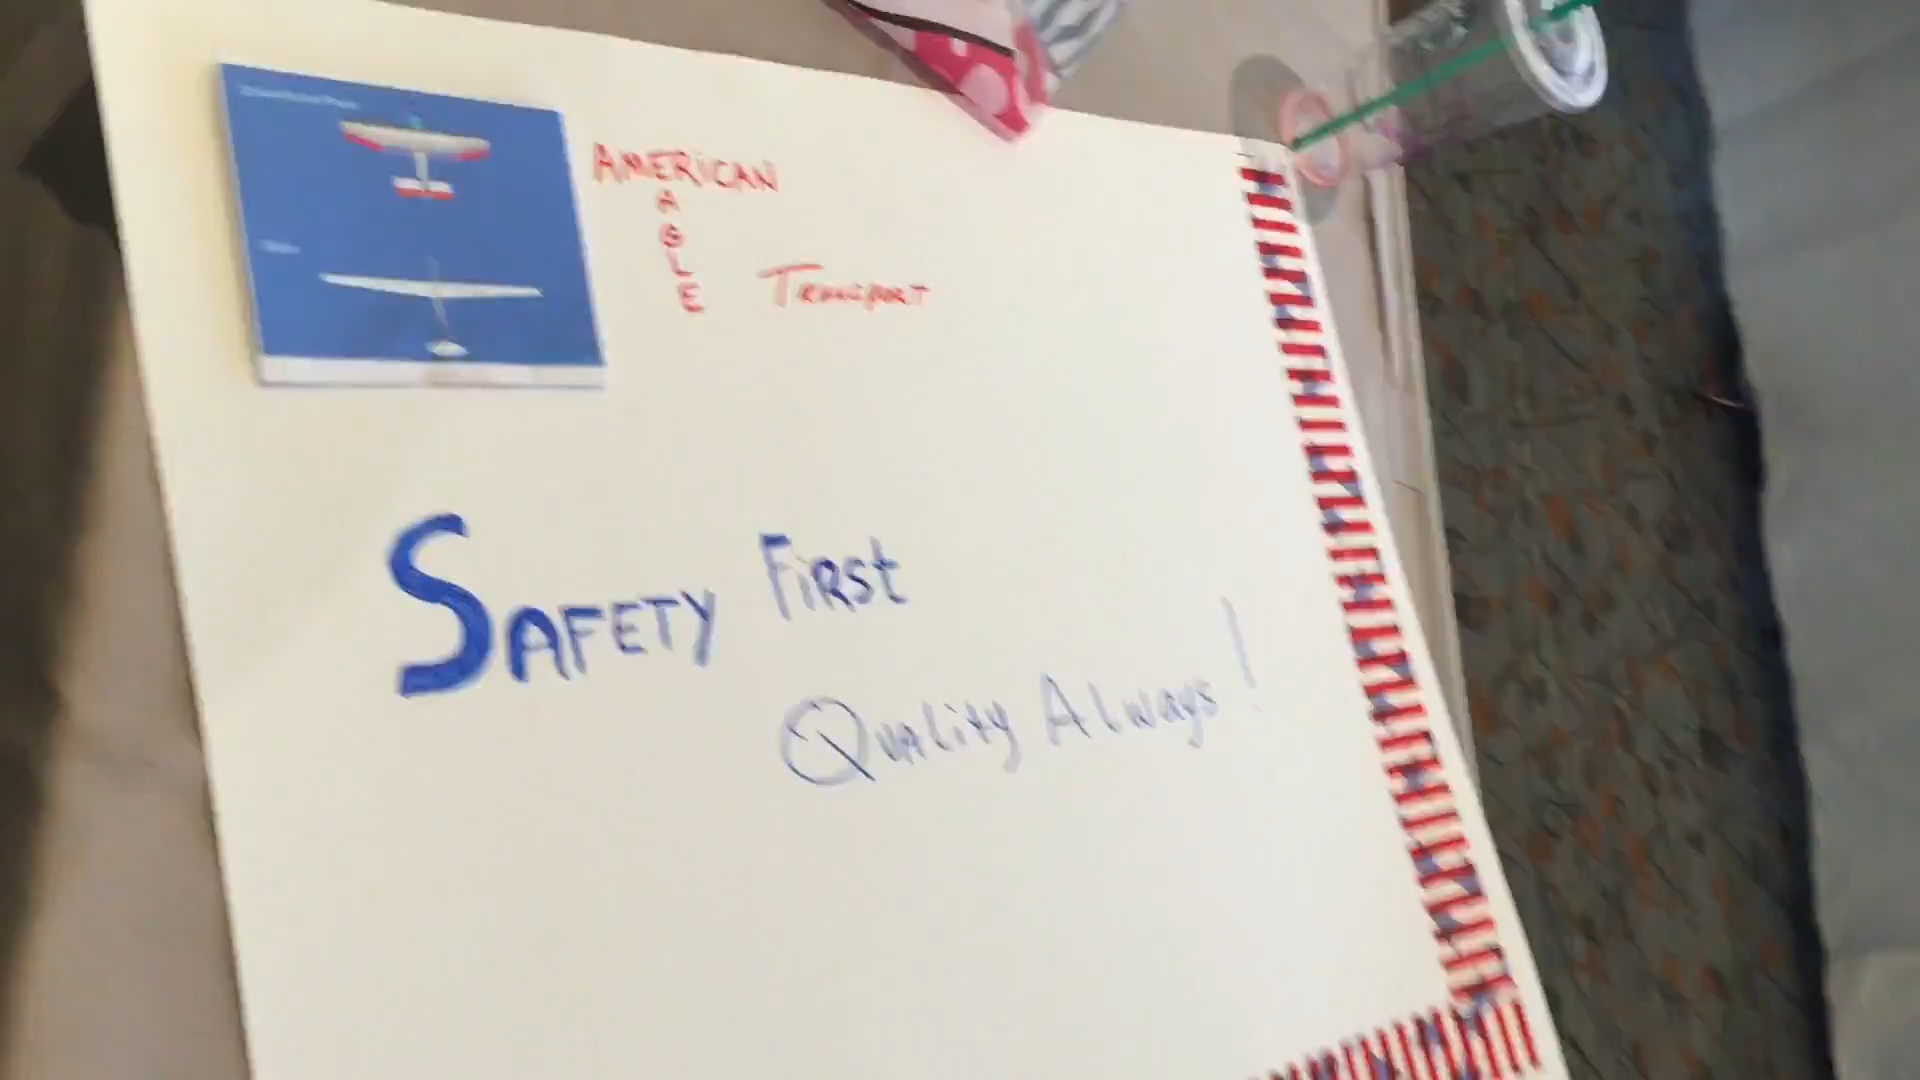 AMERICAN
A
G
L
E
Transport
SAFETY FIRST
Quality Always!